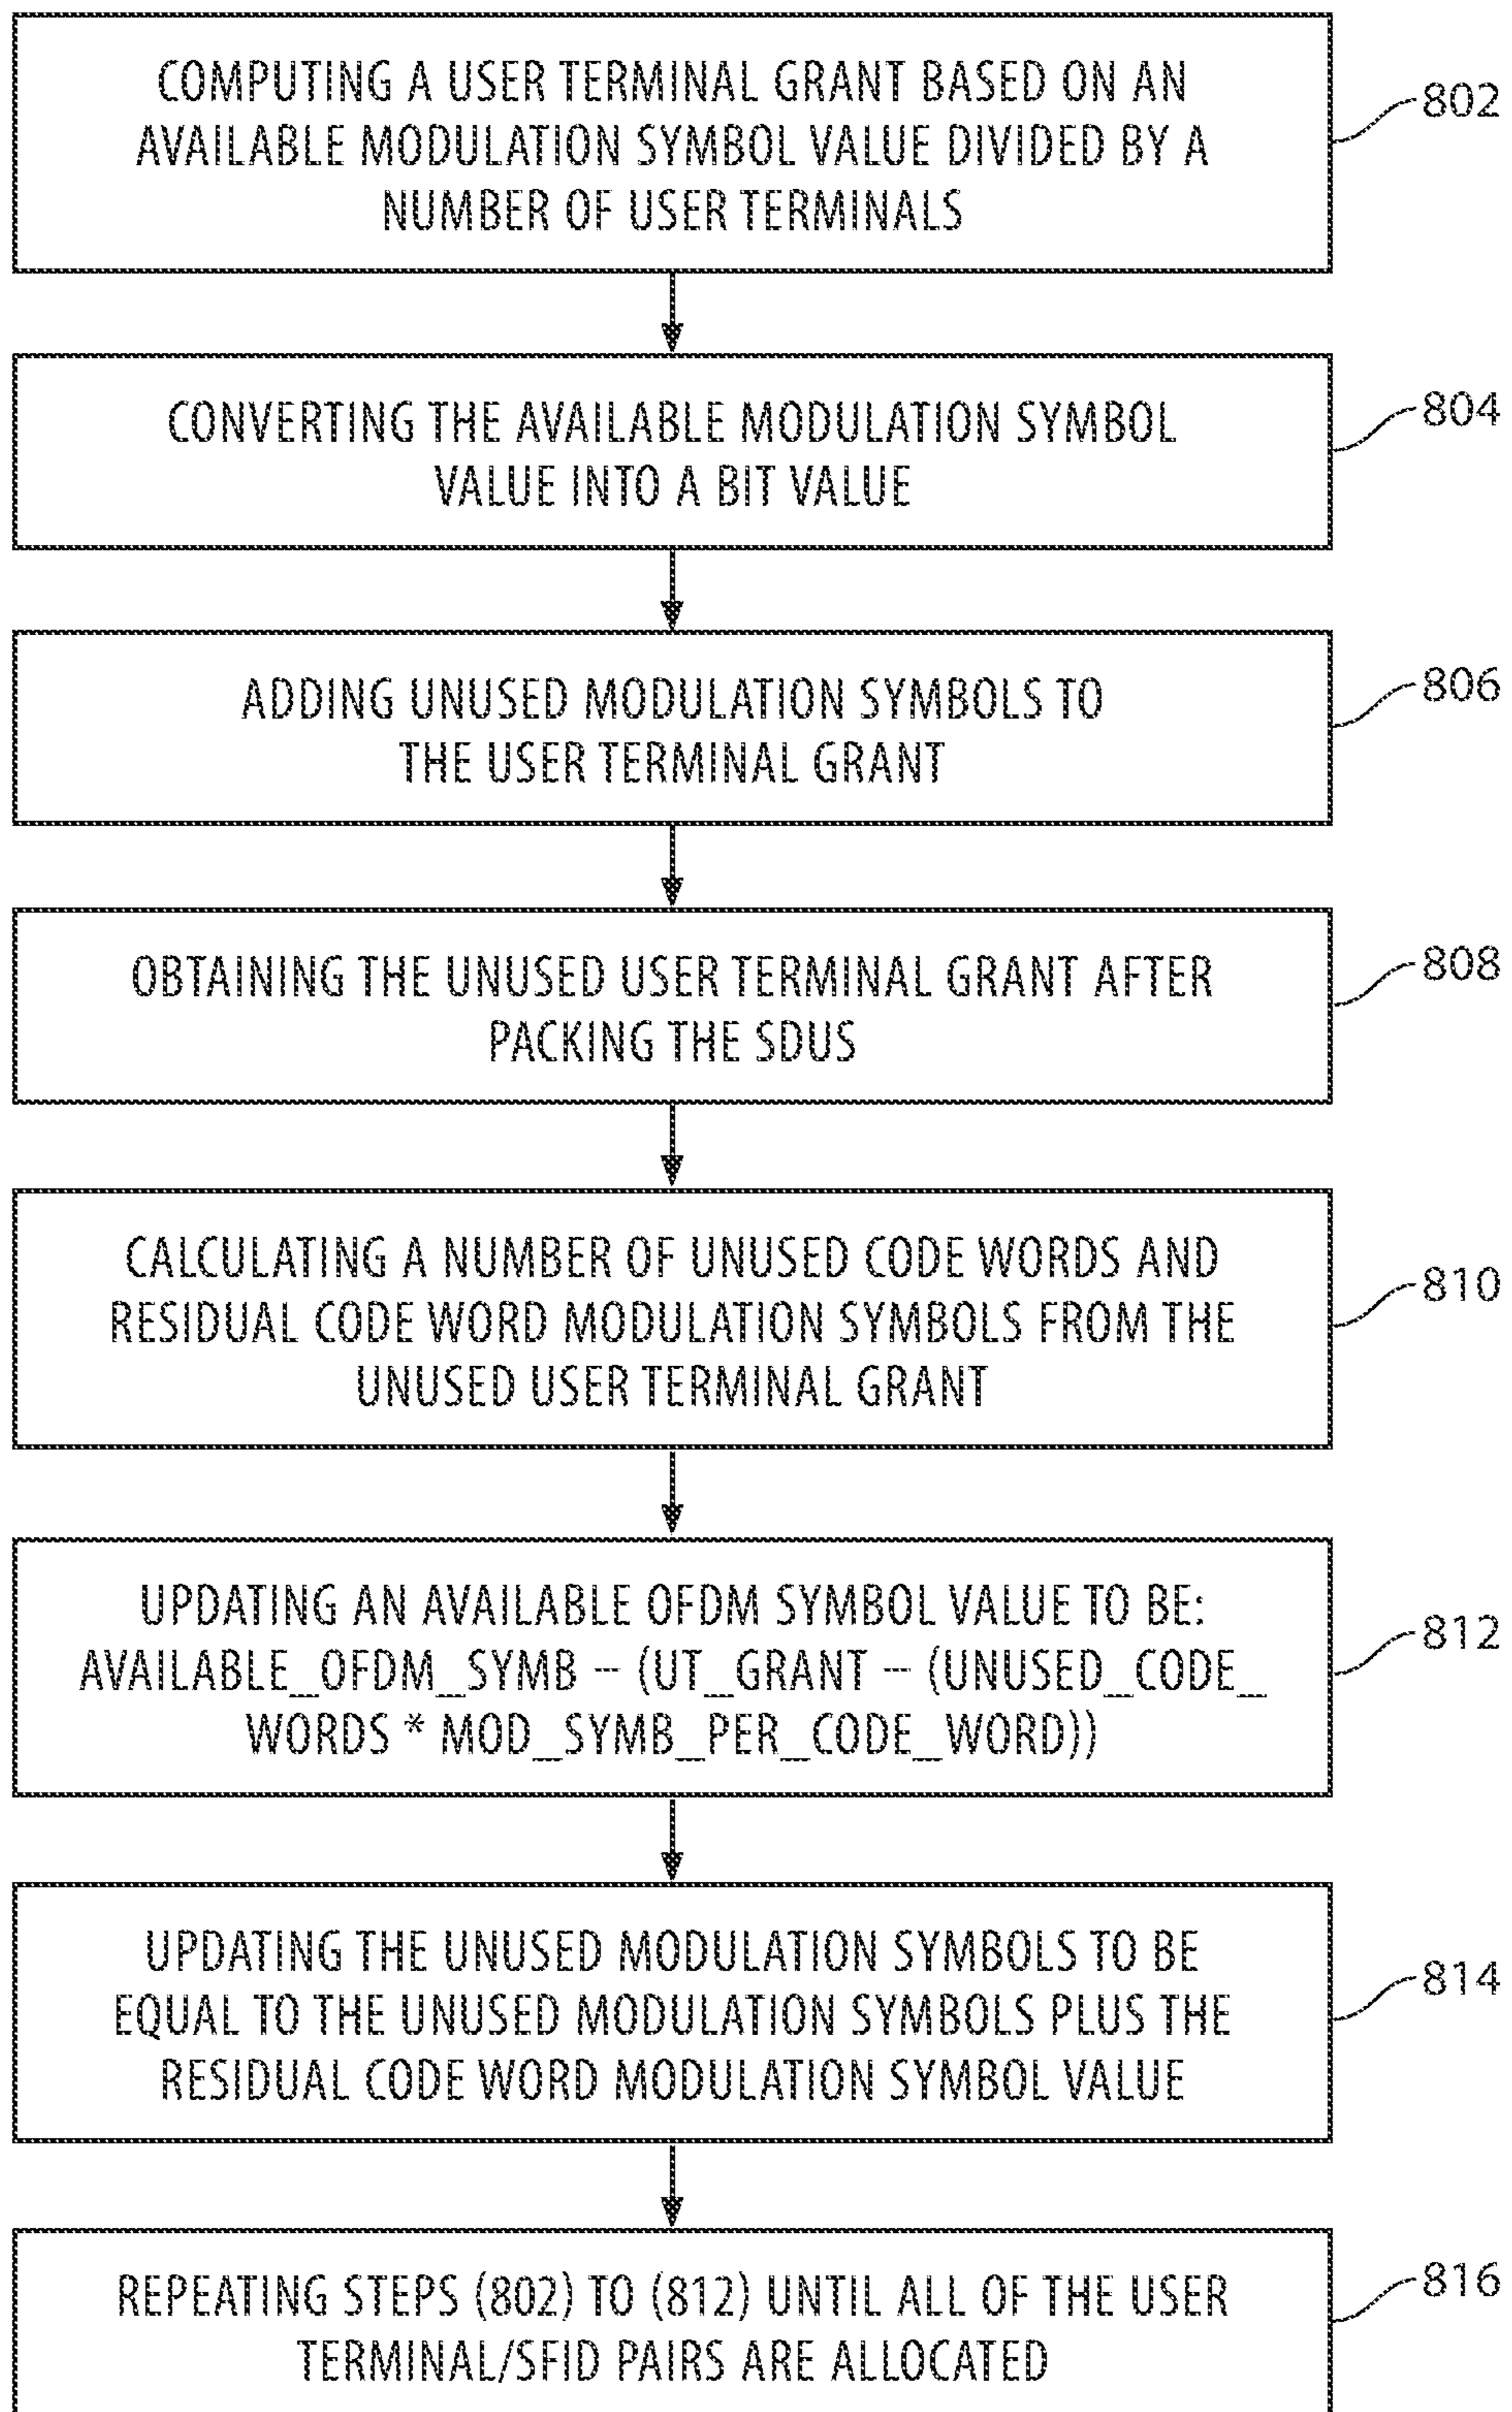 COMPUTING A USER TERMINAL GRANT BASED ON AN
AVAILABLE MODULATION SYMBOL VALUE DIVIDED BY A
NUMBER OF USER TERMINALS
802
CONVERTING THE AVAILABLE MODULATION SYMBOL
VALUE INTO A BIT VALUE
804
ADDING UNUSED MODULATION SYMBOLS TO
THE USER TERMINAL GRANT
806
OBTAINING THE UNUSED USER TERMINAL GRANT AFTER
PACKING THE SDUS
808
CALCULATING A NUMBER OF UNUSED CODE WORDS AND
RESIDUAL CODE WORD MODULATION SYMBOLS FROM THE
UNUSED USER TERMINAL GRANT
810
UPDATING AN AVAILABLE OFDM SYMBOL VALUE TO BE:
AVAILABLE_OFDM_SYMB – (UT_GRANT – (UNUSED_CODE_
WORDS * MOD_SYMB_PER_CODE_WORD))
812
UPDATING THE UNUSED MODULATION SYMBOLS TO BE
EQUAL TO THE UNUSED MODULATION SYMBOLS PLUS THE
RESIDUAL CODE WORD MODULATION SYMBOL VALUE
814
REPEATING STEPS (802) TO (812) UNTIL ALL OF THE USER
TERMINAL/SFID PAIRS ARE ALLOCATED
816